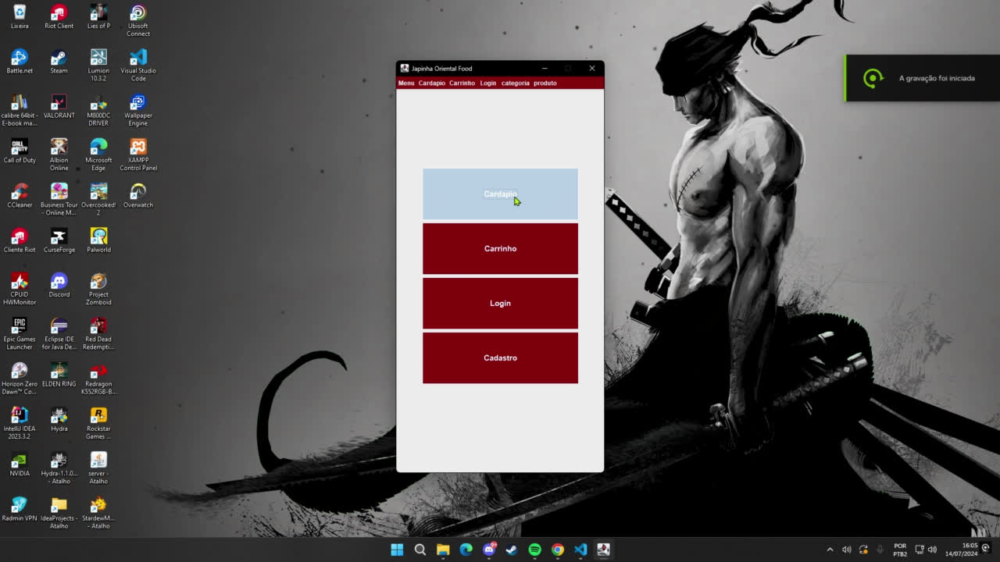 Lixeira
Riot Client
Lies of P
Ubisoft
Connect
Battle.net
Steam
Lumion
10.3.2
Visual Studio
Code
calibre 64bit -
E-book ma...
VALORANT
M800DC
DRIVER
Wallpaper
Engine
Call of Duty
Albion
Online
Microsoft
Edge
XAMPP
Control Panel
CCleaner
Business Tour
- Online M...
Overcooked!
2
Overwatch
Cliente Riot
CurseForge
Palworld
CPUID
HWMonitor
Discord
Project
Zomboid
Epic Games
Launcher
Eclipse IDE
for Java De...
Red Dead
Redempti...
Horizon Zero
Dawn™ Co...
ELDEN RING
Redragon
K552RGB-B...
IntelliJ IDEA
2023.3.2
Hydra
Rockstar
Games ...
NVIDIA
Hydra-1.1.0...
- Atalho
server -
Atalho
Radmin VPN
IdeaProjects -
Atalho
StardewM...
- Atalho
Japinha Oriental Food
Menu Cardapio Carrinho Login categoria produto
Cardapio
Carrinho
Login
Cadastro
A gravação foi iniciada
POR
PTB2
16:05
14/07/2024